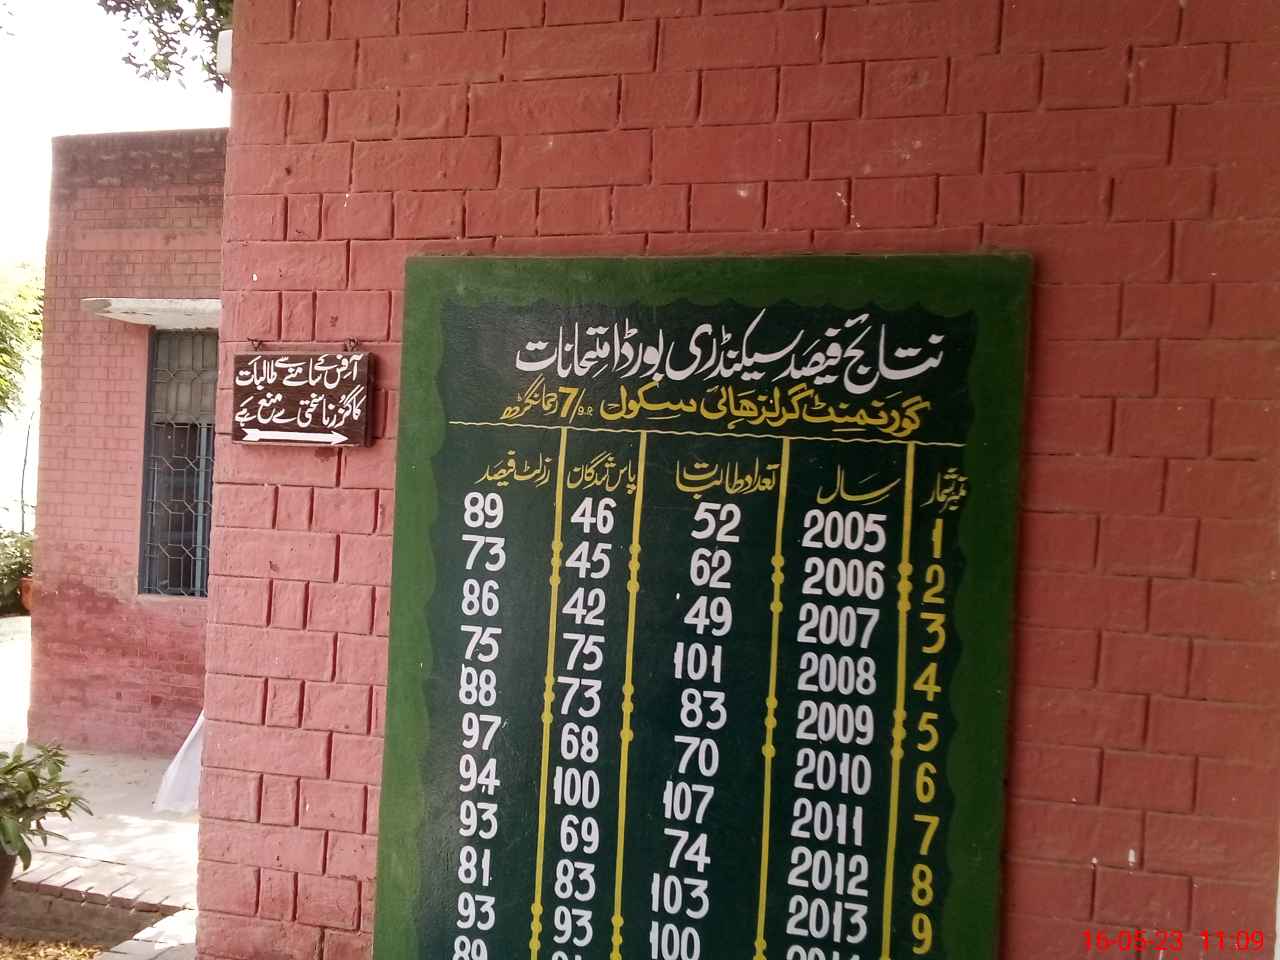 آفس کے سامنے سے طالبات
کا گزرنا سختی سے منع ہے
نتائج فیصد سیکنڈری بورڈ امتحانات
گورنمنٹ گرلز ہائی سکول 7/9.R
نمبر شمار سال تعداد طالبات پاس شدگان رزلٹ فیصد
1 2005 52 46 89
2 2006 62 45 73
3 2007 49 42 86
4 2008 101 75 75
5 2009 83 73 88
6 2010 70 68 97
7 2011 107 100 94
8 2012 74 69 93
9 2013 103 83 81
2014 100 93 93
89
16-05-23 11:09